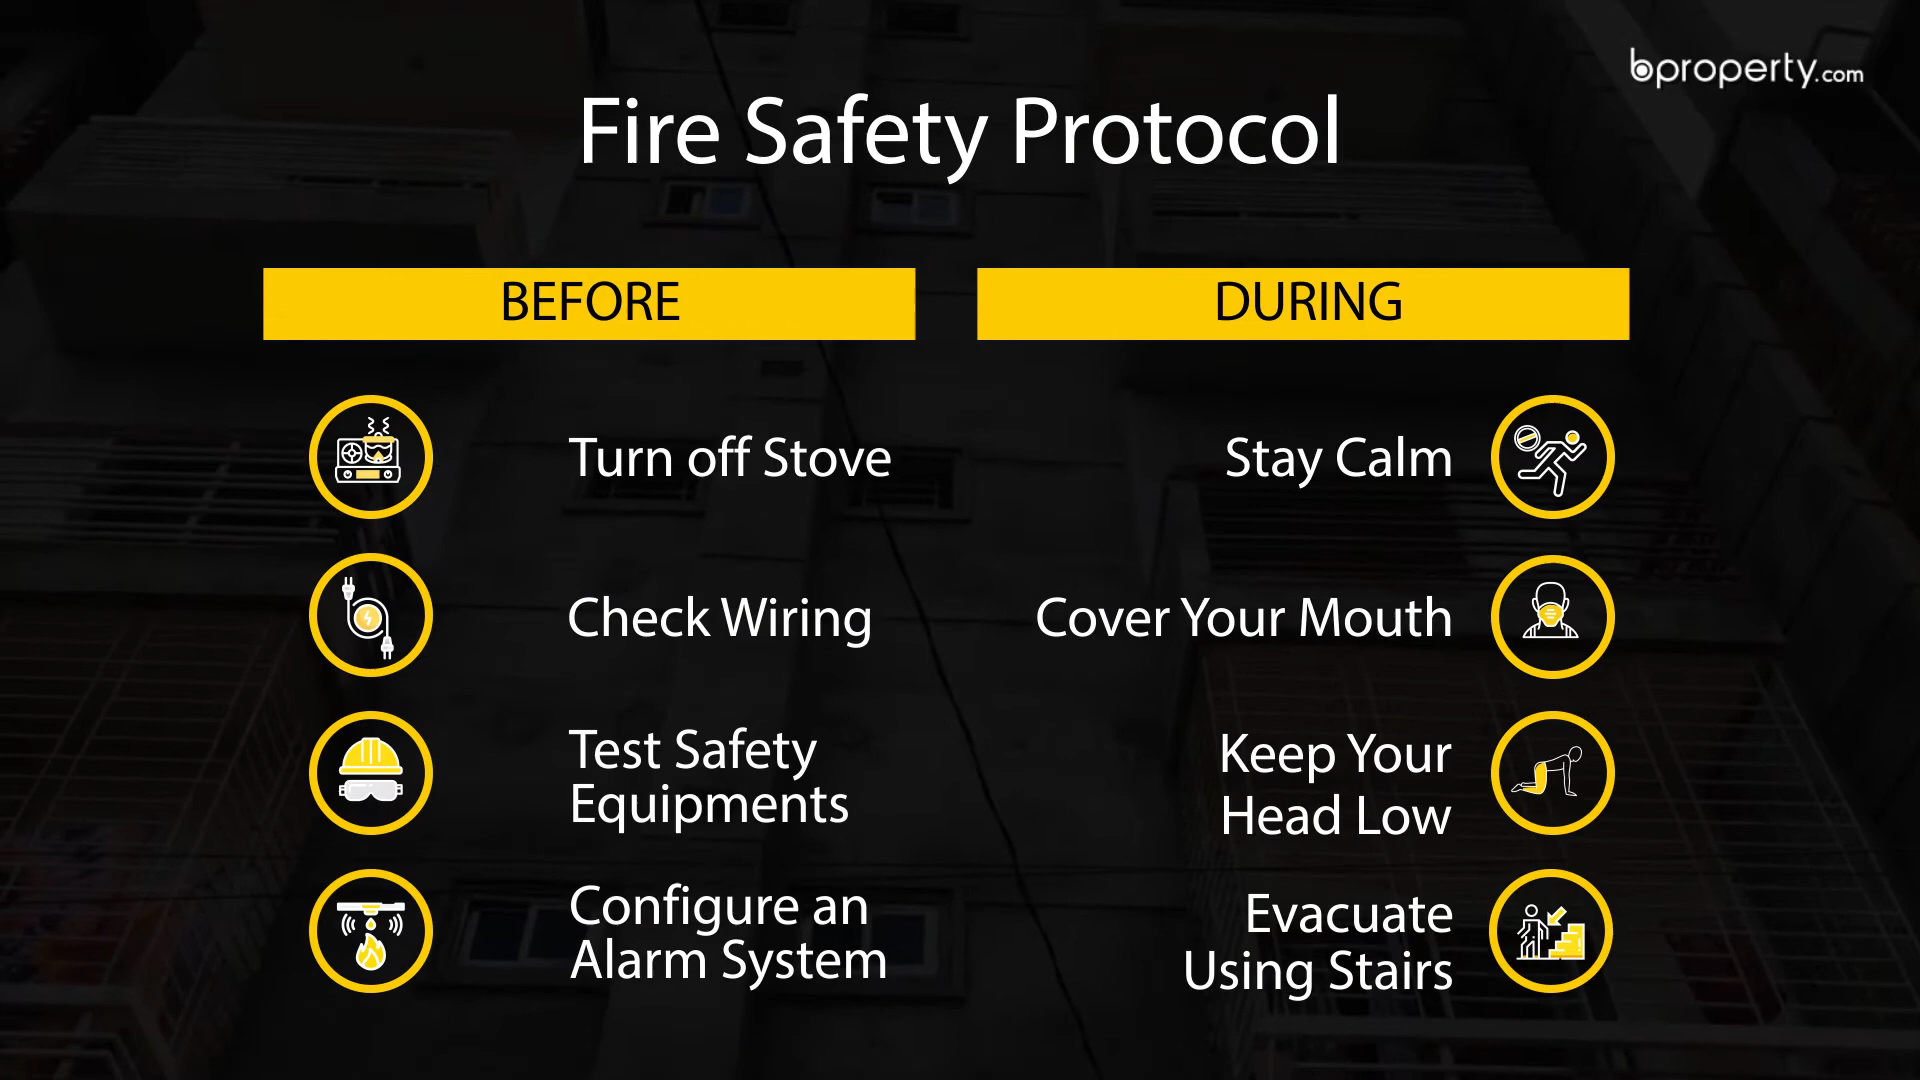 bproperty.com
Fire Safety Protocol
BEFORE
Turn off Stove
Check Wiring
Test Safety
Equipments
Configure an
Alarm System
DURING
Stay Calm
Cover Your Mouth
Keep Your
Head Low
Evacuate
Using Stairs